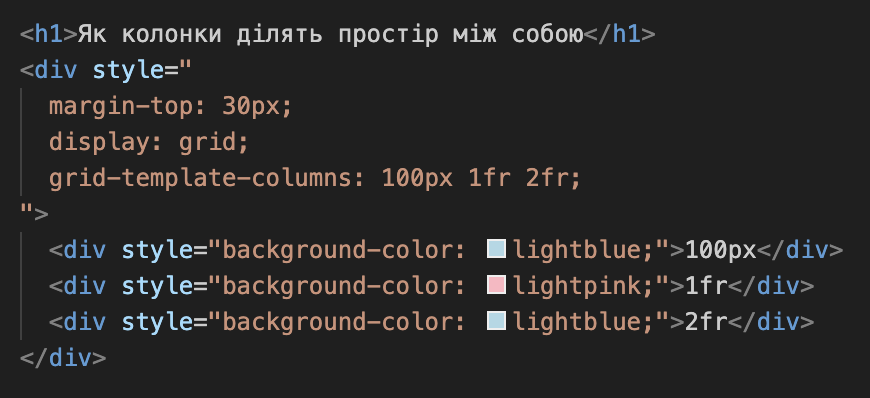 <h1>Як колонки ділять простір між собою</h1>
<div style="
margin-top: 30px;
display: grid;
grid-template-columns: 100px 1fr 2fr;
">
<div style="background-color: lightblue;">100px</div>
<div style="background-color: lightpink;">1fr</div>
<div style="background-color: lightblue;">2fr</div>
</div>